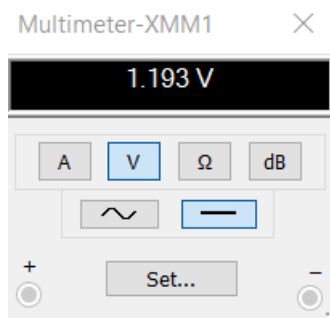 Multimeter-XMM1
1.193 V
A V Ω dB
+ Set... −